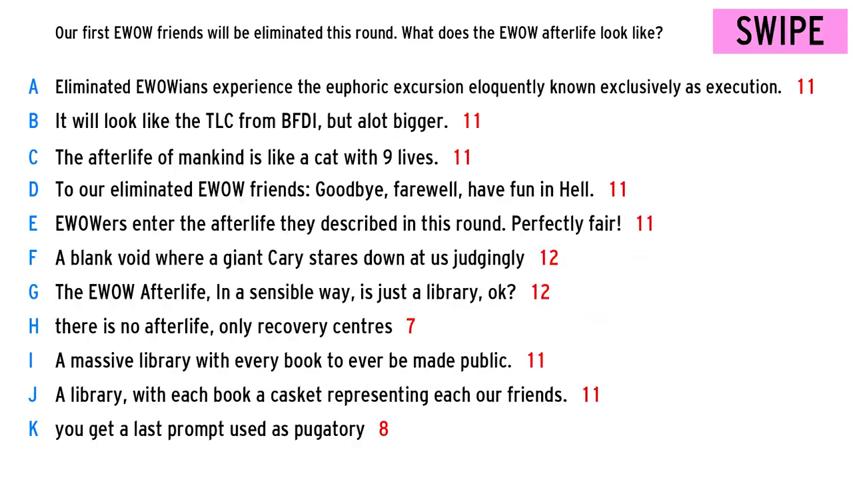 Our first EWOW friends will be eliminated this round. What does the EWOW afterlife look like?
SWIPE
A Eliminated EWOWians experience the euphoric excursion eloquently known exclusively as execution. 11
B It will look like the TLC from BFDI, but alot bigger. 11
C The afterlife of mankind is like a cat with 9 lives. 11
D To our eliminated EWOW friends: Goodbye, farewell, have fun in Hell. 11
E EWOWers enter the afterlife they described in this round. Perfectly fair! 11
F A blank void where a giant Cary stares down at us judgingly 12
G The EWOW Afterlife, In a sensible way, is just a library, ok? 12
H there is no afterlife, only recovery centres 7
I A massive library with every book to ever be made public. 11
J A library, with each book a casket representing each our friends. 11
K you get a last prompt used as pugatory 8